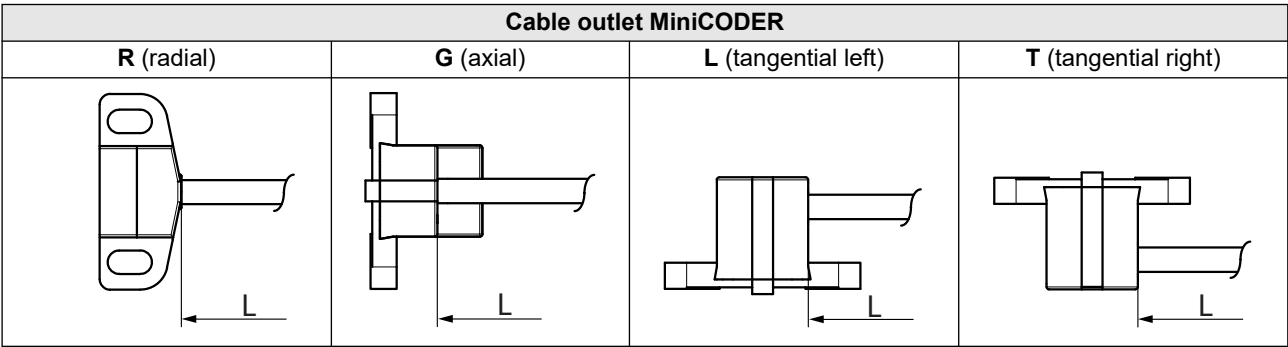 Cable outlet MiniCODER
R (radial)
G (axial)
L (tangential left)
T (tangential right)
L
L
L
L